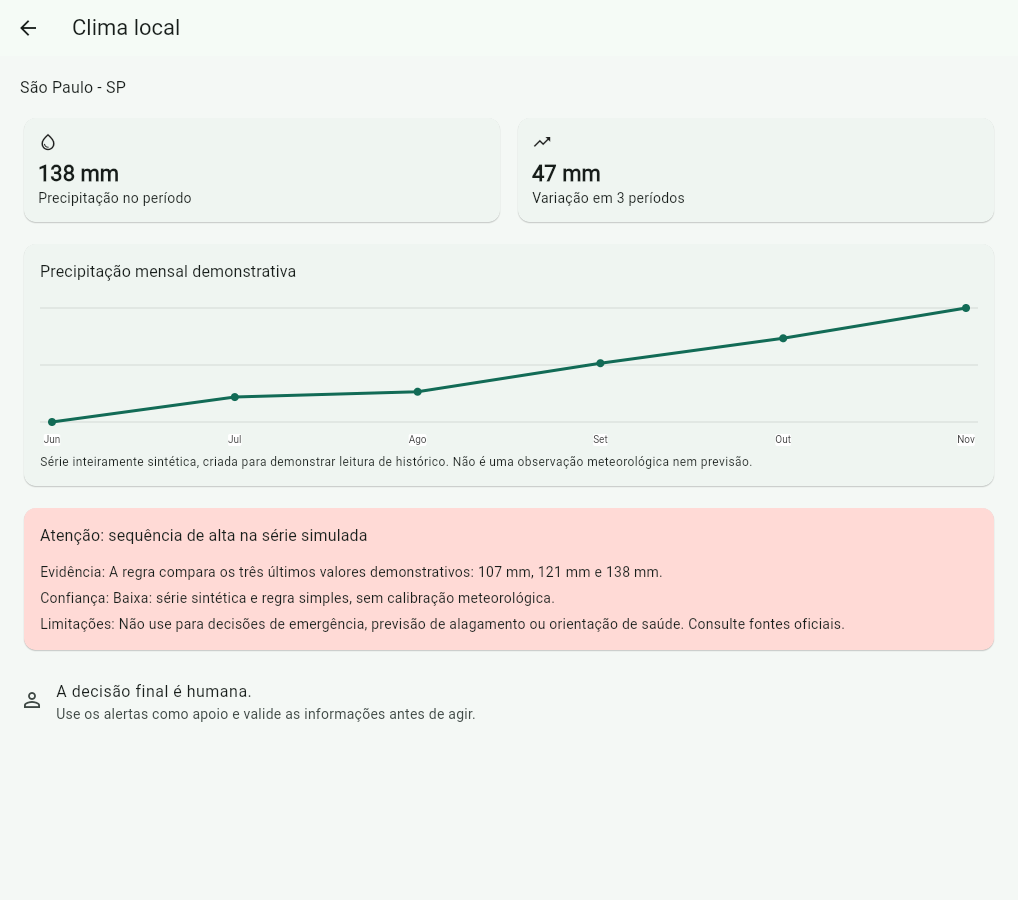 Clima local
São Paulo - SP
138 mm
Precipitação no período
47 mm
Variação em 3 períodos
Precipitação mensal demonstrativa
Jun Jul Ago Set Out Nov
Série inteiramente sintética, criada para demonstrar leitura de histórico. Não é uma observação meteorológica nem previsão.
Atenção: sequência de alta na série simulada
Evidência: A regra compara os três últimos valores demonstrativos: 107 mm, 121 mm e 138 mm.
Confiança: Baixa: série sintética e regra simples, sem calibração meteorológica.
Limitações: Não use para decisões de emergência, previsão de alagamento ou orientação de saúde. Consulte fontes oficiais.
A decisão final é humana.
Use os alertas como apoio e valide as informações antes de agir.